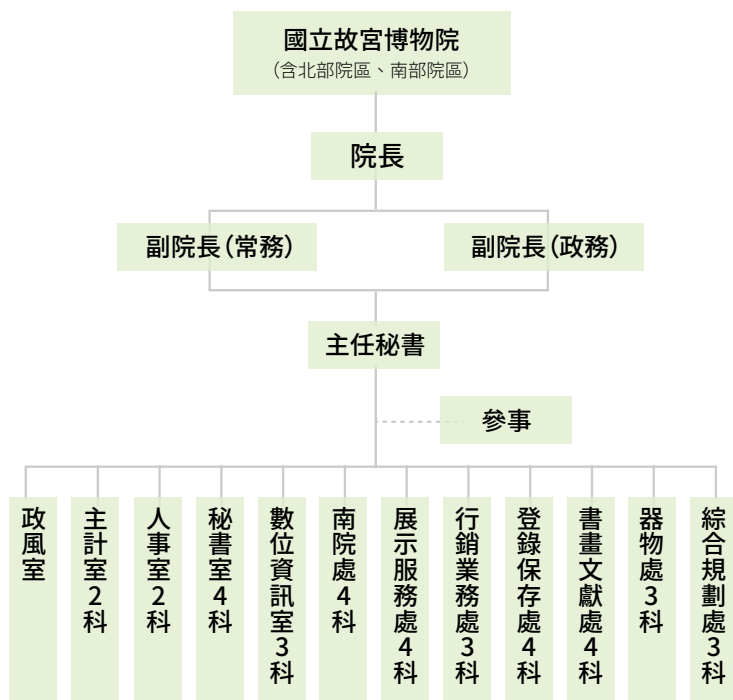 國立故宮博物院
（含北部院區、南部院區）
院長
副院長（常務）
副院長（政務）
主任秘書
參事
政風室
主計室2科
人事室2科
秘書室4科
數位資訊室3科
南院處4科
展示服務處4科
行銷業務處3科
登錄保存處4科
書畫文獻處4科
器物處3科
綜合規劃處3科